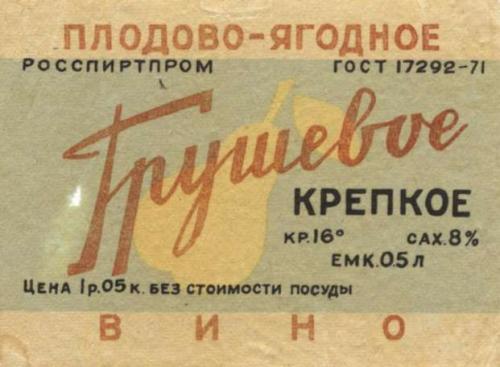 ПЛОДОВО-ЯГОДНОЕ
РОССПИРТПРОМ ГОСТ 17292-71
Грушевое
КРЕПКОЕ
КР.16° САХ.8%
ЕМК.0.5 Л
ЦЕНА 1 р. 05 к. БЕЗ СТОИМОСТИ ПОСУДЫ
ВИНО